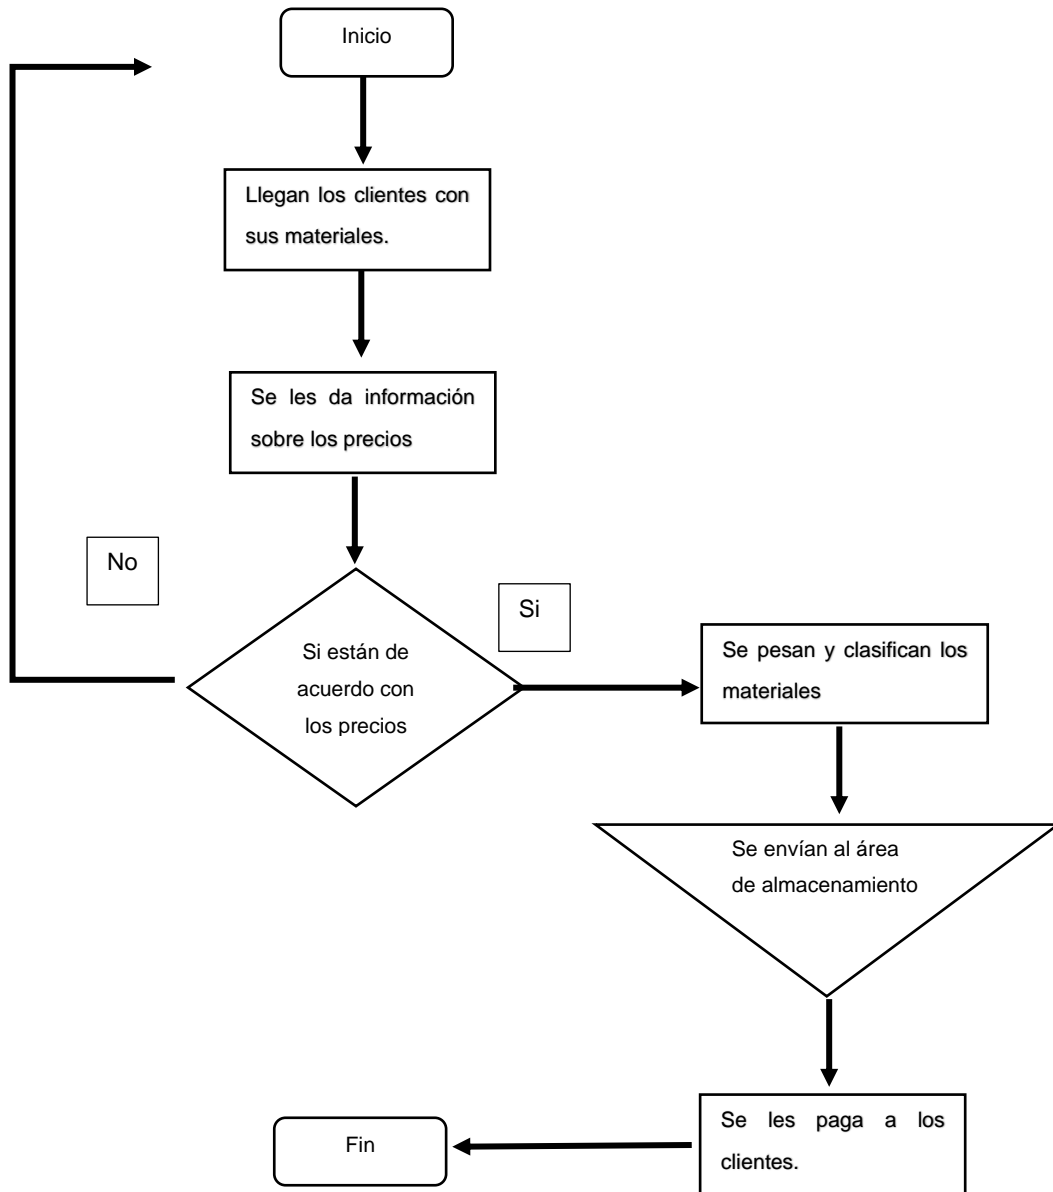 Inicio
Llegan los clientes con
sus materiales.
Se les da información
sobre los precios
No
Si
Si están de
acuerdo con
los precios
Se pesan y clasifican los
materiales
Se envían al área
de almacenamiento
Se les paga a los
clientes.
Fin